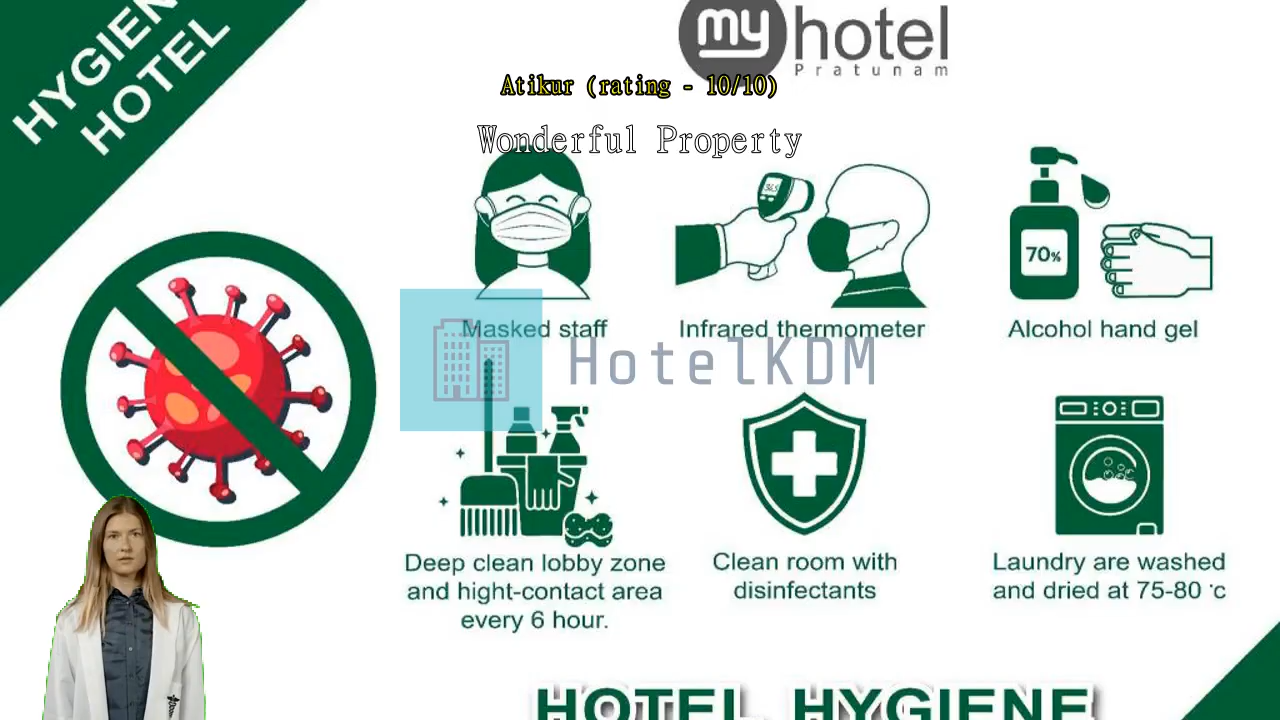 HYGIENE
HOTEL
my hotel
Pratunam
Atikur (rating - 10/10)
Wonderful Property
36.5
70%
Masked staff
Infrared thermometer
Alcohol hand gel
HotelKDM
Deep clean lobby zone
and hight-contact area
every 6 hour.
Clean room with
disinfectants
Laundry are washed
and dried at 75-80 °c
HOTEL HYGIENE